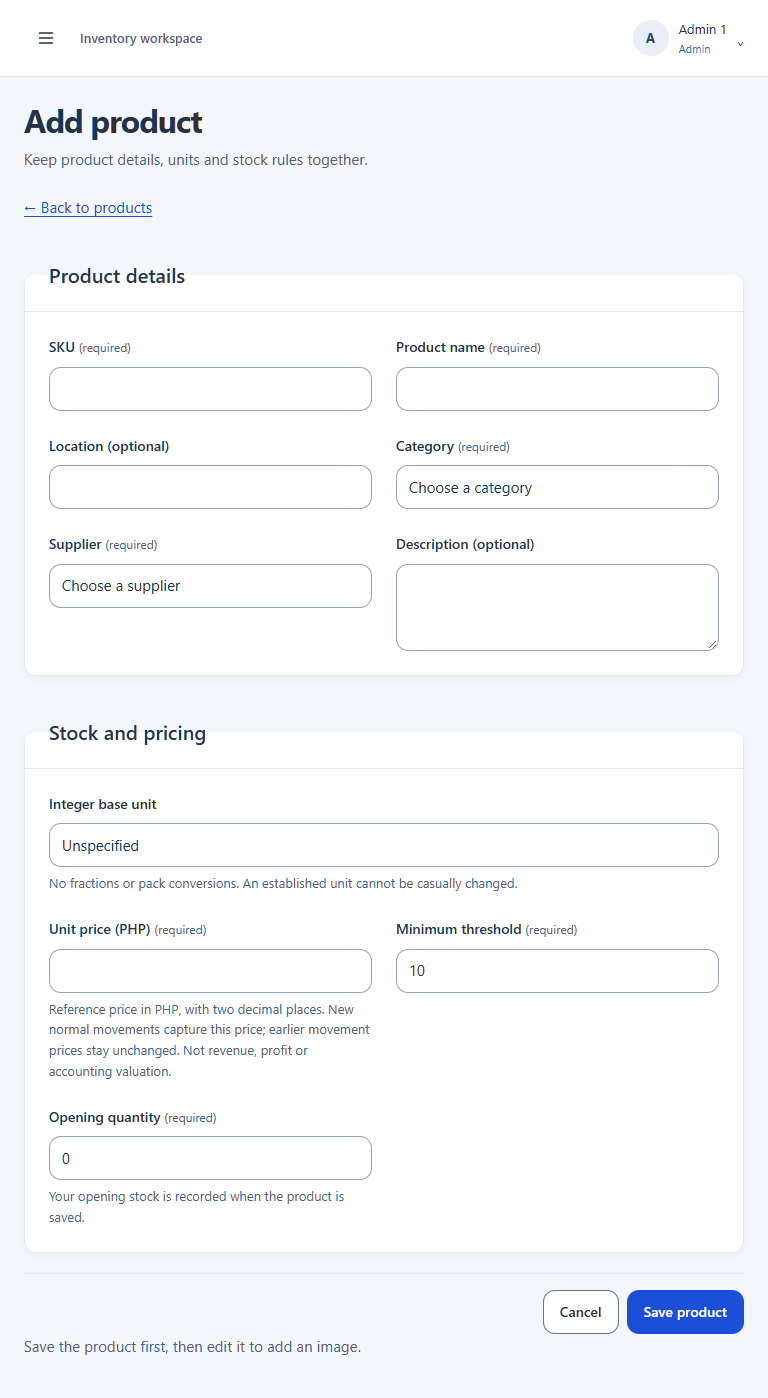 Inventory workspace
A
Admin 1
Admin
Add product
Keep product details, units and stock rules together.
← Back to products
Product details
SKU (required)
Product name (required)
Location (optional)
Category (required)
Choose a category
Supplier (required)
Choose a supplier
Description (optional)
Stock and pricing
Integer base unit
Unspecified
No fractions or pack conversions. An established unit cannot be casually changed.
Unit price (PHP) (required)
Minimum threshold (required)
10
Reference price in PHP, with two decimal places. New
normal movements capture this price; earlier movement
prices stay unchanged. Not revenue, profit or
accounting valuation.
Opening quantity (required)
0
Your opening stock is recorded when the product is
saved.
Cancel
Save product
Save the product first, then edit it to add an image.